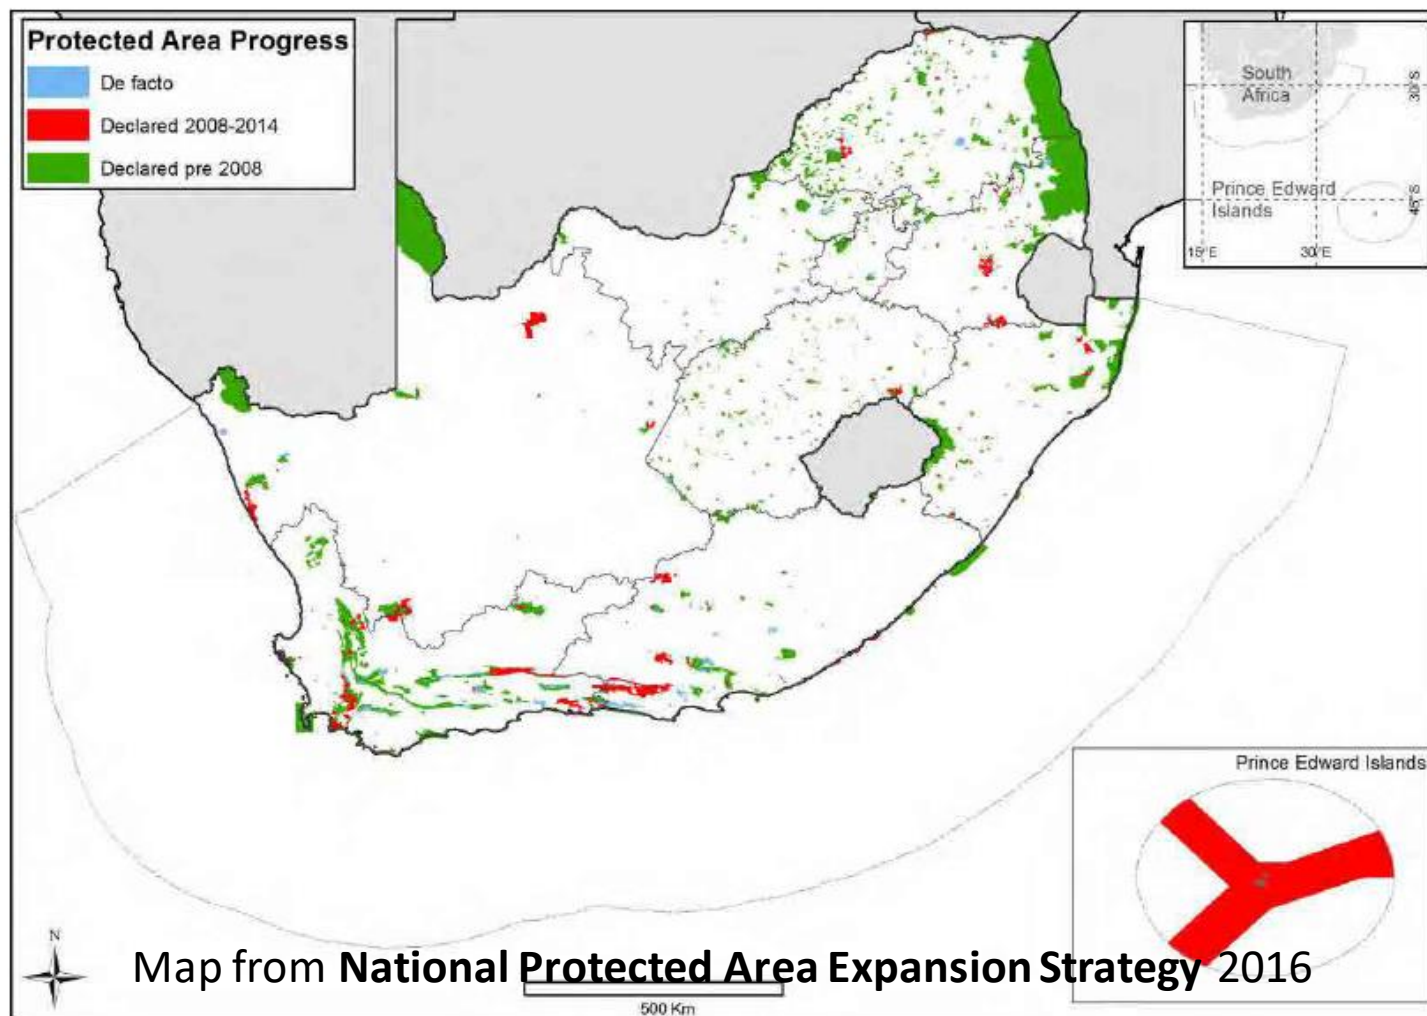 Protected Area Progress
De facto
Declared 2008-2014
Declared pre 2008
South
Africa
30°S
Prince Edward
Islands
45°S
15°E
30°E
Prince Edward Islands
N
Map from National Protected Area Expansion Strategy 2016
500 Km